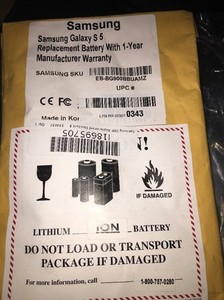 Samsung
Samsung Galaxy S 5
Replacement Battery With 1-Year
Manufacturer Warranty
SAMSUNG SKU
EB-BG900BBUAMZ
UPC #
Made in Kor
0343
LITHIUM ION BATTERY
IF DAMAGED
DO NOT LOAD OR TRANSPORT
PACKAGE IF DAMAGED
For more information, call 1-800-787-0280